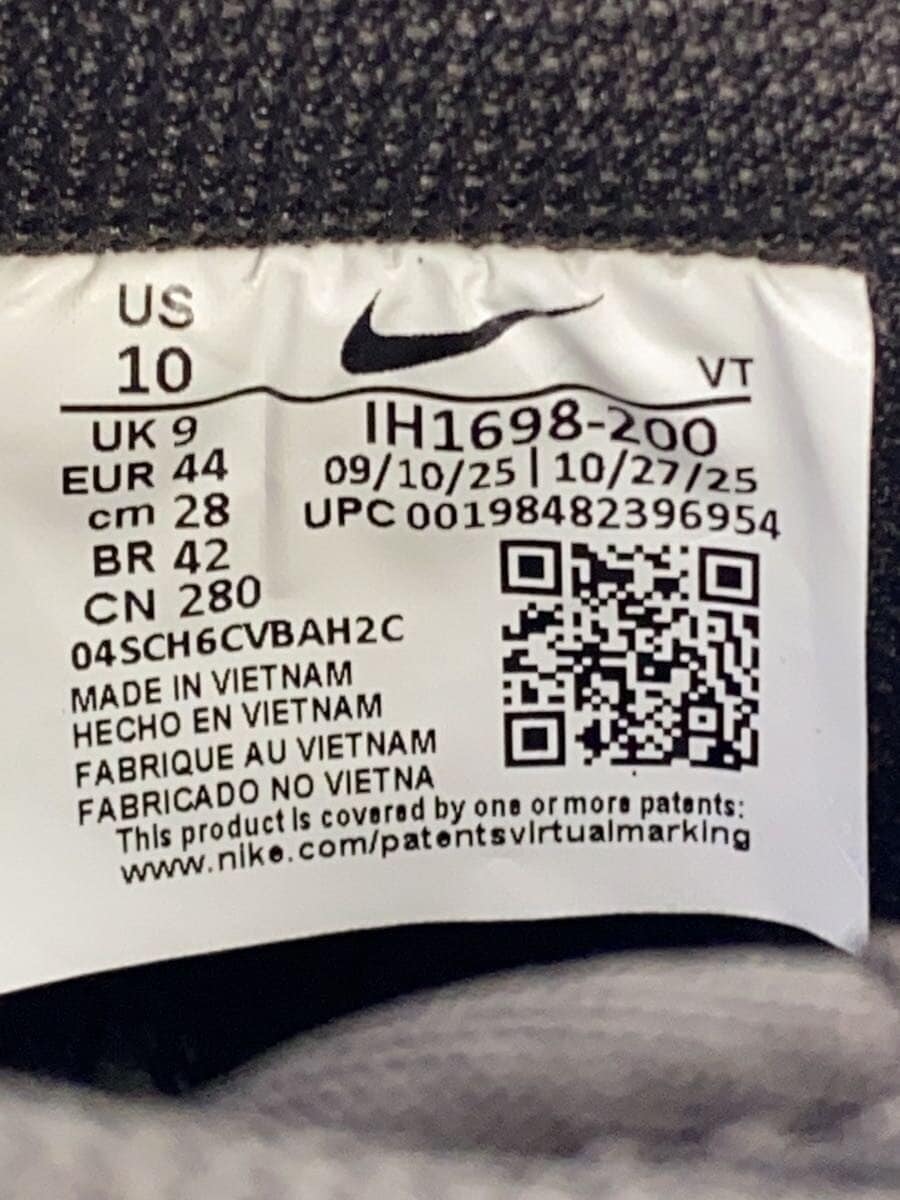 US
10
VT
UK 9
EUR 44
cm 28
BR 42
CN 280
IH1698-200
09/10/25 | 10/27/25
UPC 00198482396954
04SCH6CVBAH2C
MADE IN VIETNAM
HECHO EN VIETNAM
FABRIQUE AU VIETNAM
FABRICADO NO VIETNA
This product is covered by one or more patents:
www.nike.com/patentsvirtualmarking